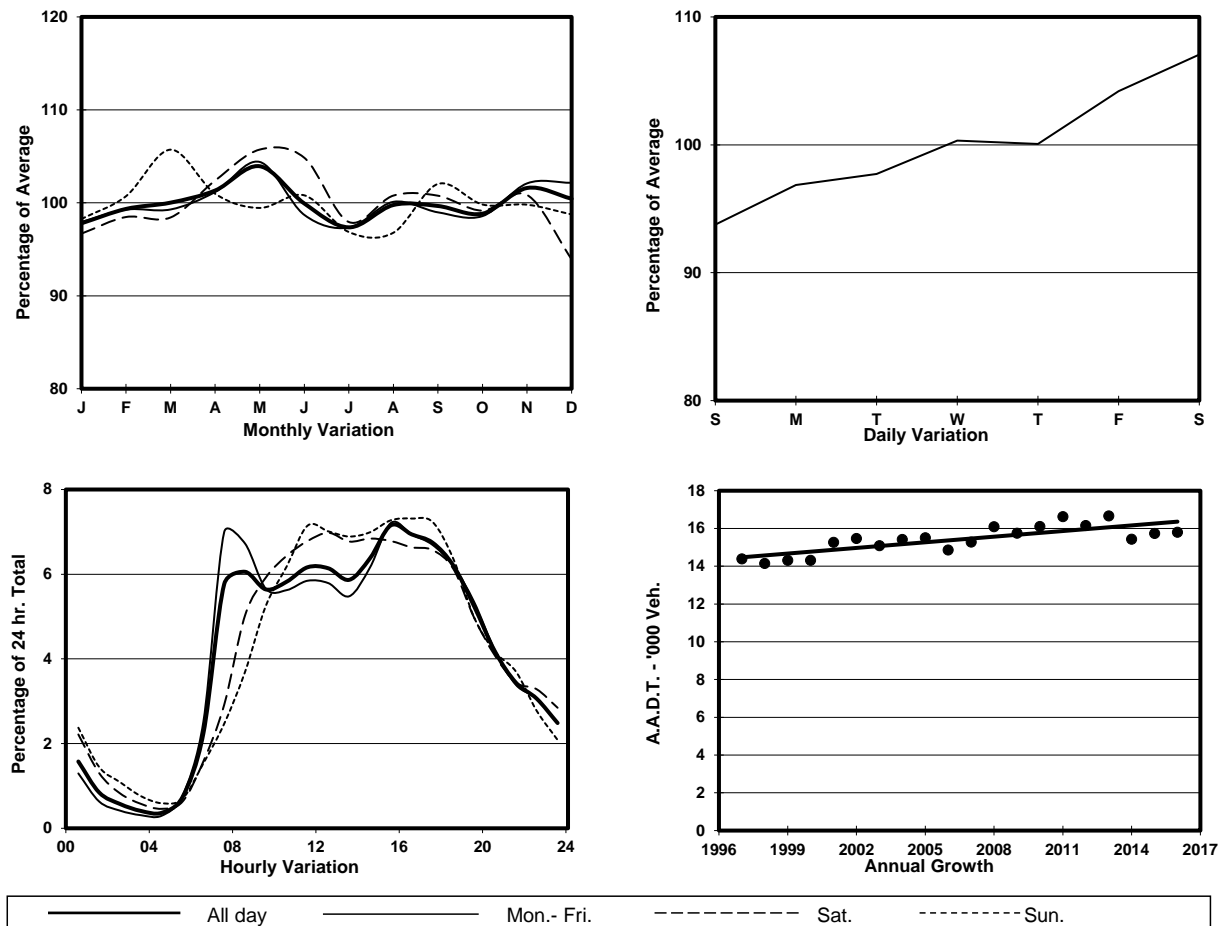 120
110
100
90
80
Percentage of Average
J F M A M J J A S O N D
Monthly Variation
110
100
90
80
Percentage of Average
S M T W T F S
Daily Variation
8
6
4
2
0
Percentage of 24 hr. Total
00 04 08 12 16 20 24
Hourly Variation
18
16
14
12
10
8
6
4
2
0
A.A.D.T. - '000 Veh.
1996 1999 2002 2005 2008 2011 2014 2017
Annual Growth
All day Mon.- Fri. Sat. Sun.